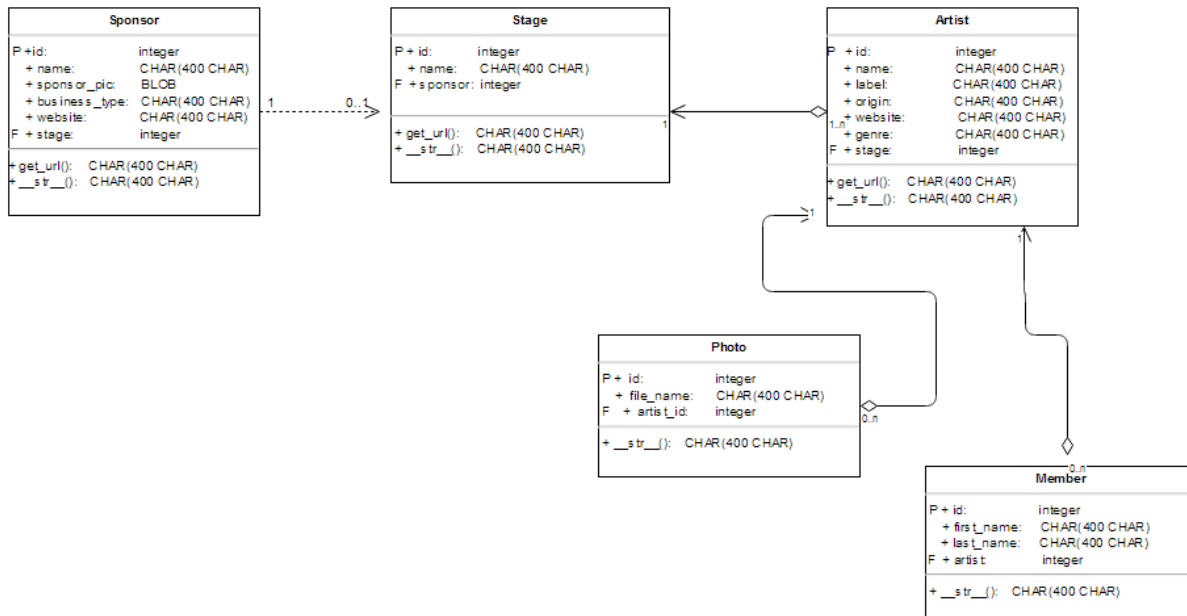 Sponsor
P +id: integer
+ name: CHAR(400 CHAR)
+ sponsor_pic: BLOB
+ business_type: CHAR(400 CHAR)
+ website: CHAR(400 CHAR)
F + stage: integer
+ get_url(): CHAR(400 CHAR)
+ __str__(): CHAR(400 CHAR)
1
0..1
Stage
P + id: integer
+ name: CHAR(400 CHAR)
F + sponsor: integer
+ get_url(): CHAR(400 CHAR)
+ __str__(): CHAR(400 CHAR)
1
1..n
Artist
P + id: integer
+ name: CHAR(400 CHAR)
+ label: CHAR(400 CHAR)
+ origin: CHAR(400 CHAR)
+ website: CHAR(400 CHAR)
+ genre: CHAR(400 CHAR)
F + stage: integer
+ get_url(): CHAR(400 CHAR)
+ __str__(): CHAR(400 CHAR)
1
1
Photo
P + id: integer
+ file_name: CHAR(400 CHAR)
F + artist_id: integer
+ __str__(): CHAR(400 CHAR)
0..n
0..n
Member
P + id: integer
+ first_name: CHAR(400 CHAR)
+ last_name: CHAR(400 CHAR)
F + artist: integer
+ __str__(): CHAR(400 CHAR)